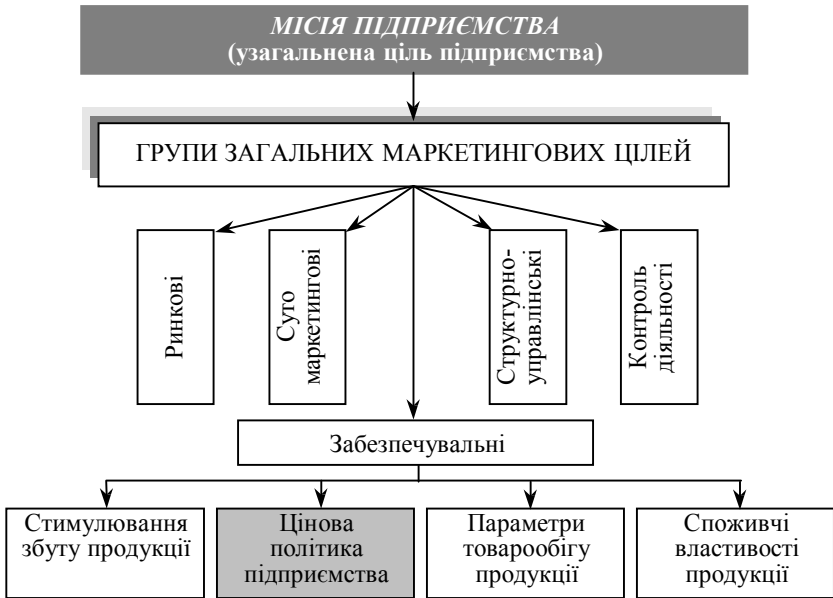 МІСІЯ ПІДПРИЄМСТВА
(узагальнена ціль підприємства)
ГРУПИ ЗАГАЛЬНИХ МАРКЕТИНГОВИХ ЦІЛЕЙ
Ринкові
Суто
маркетингові
Структурно-
управлінські
Контроль
діяльності
Забезпечувальні
Стимулювання
збуту продукції
Цінова
політика
підприємства
Параметри
товарообігу
продукції
Споживчі
властивості
продукції